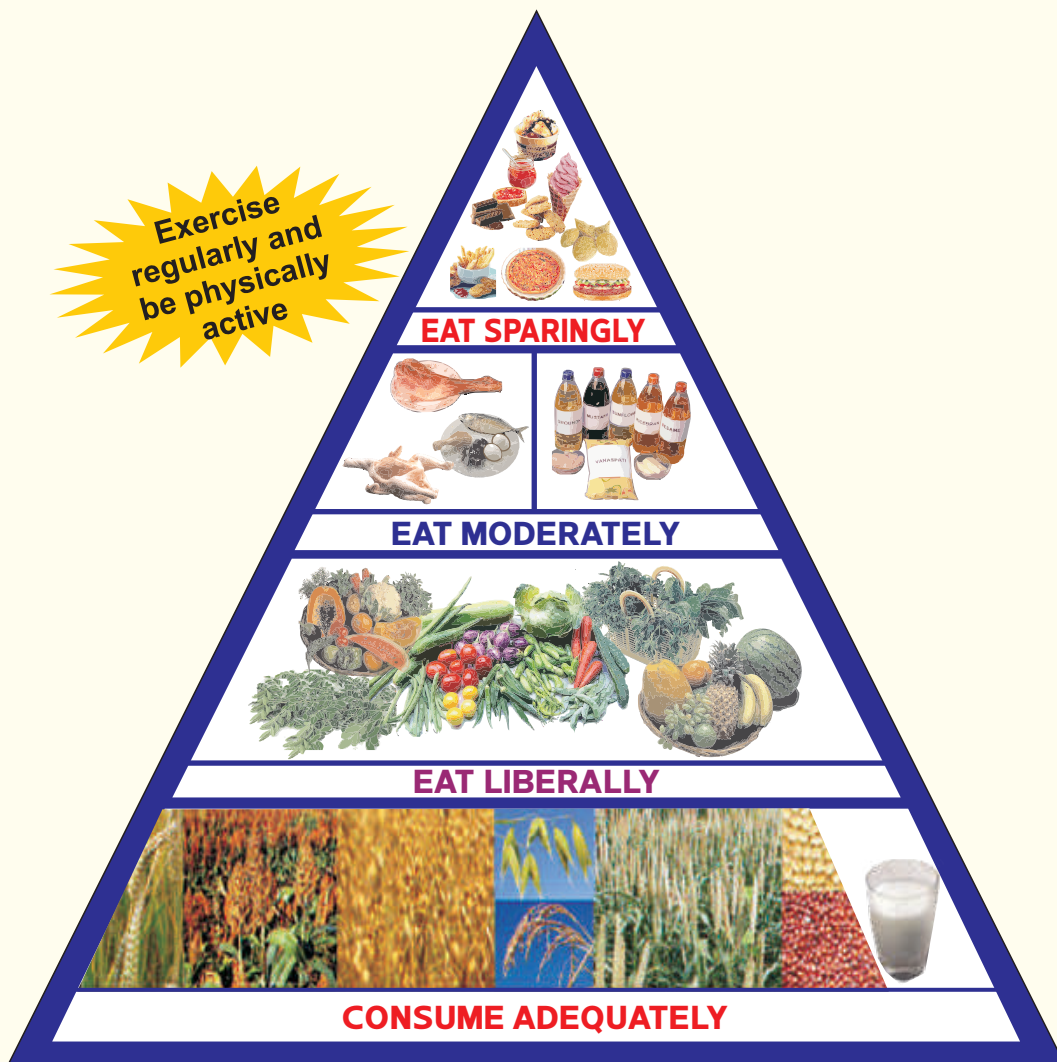 Exercise
regularly and
be physically
active
EAT SPARINGLY
VANASPATI
EAT MODERATELY
EAT LIBERALLY
CONSUME ADEQUATELY